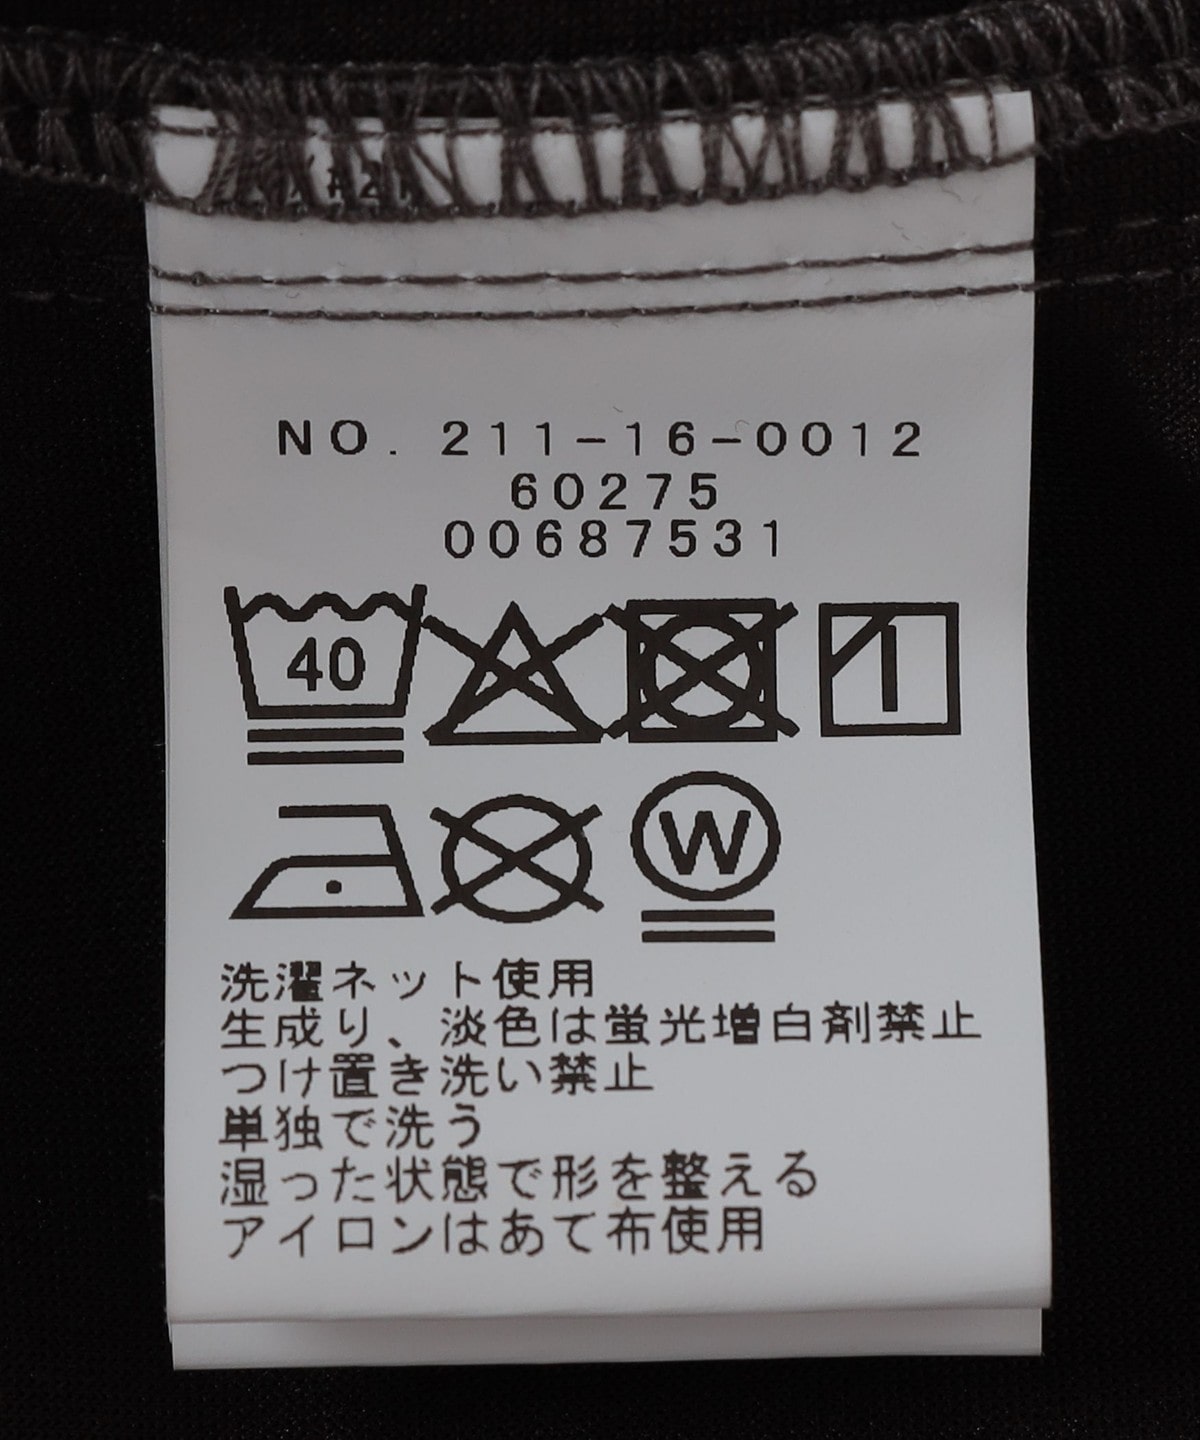 NO. 211-16-0012
60275
00687531
40
W
洗濯ネット使用
生成り、淡色は蛍光増白剤禁止
つけ置き洗い禁止
単独で洗う
湿った状態で形を整える
アイロンはあて布使用